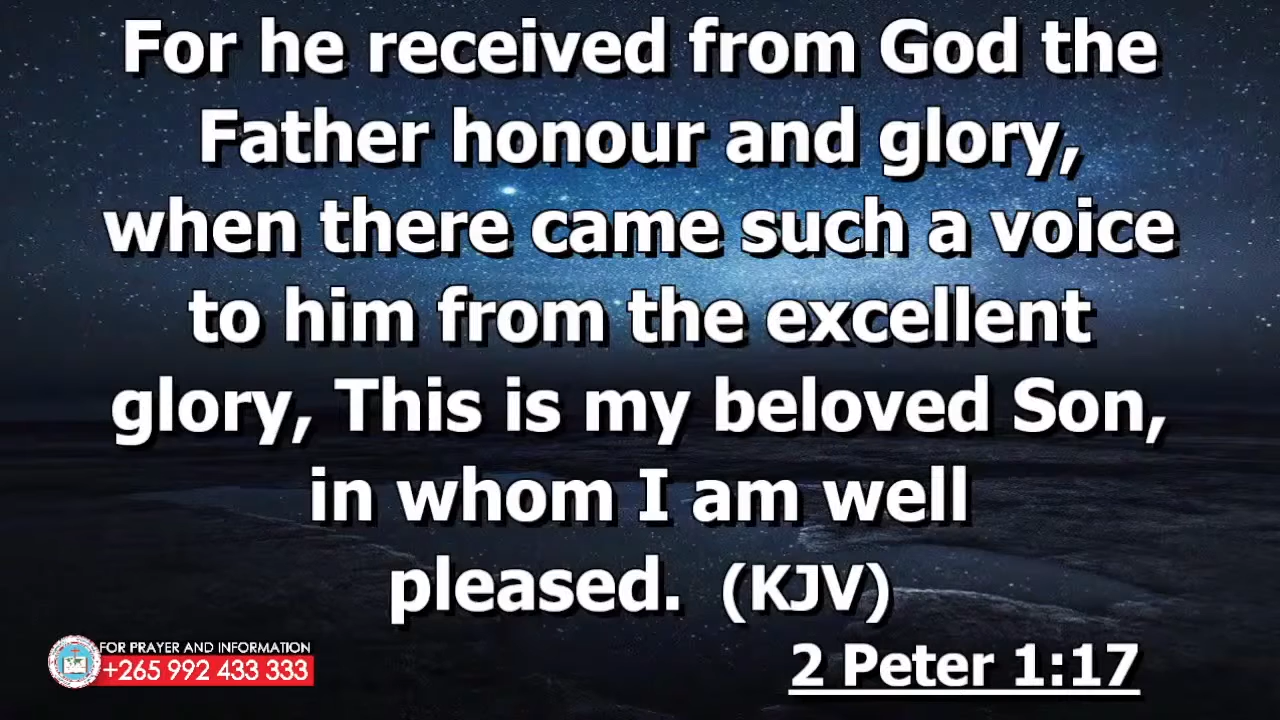 For he received from God the
Father honour and glory,
when there came such a voice
to him from the excellent
glory, This is my beloved Son,
in whom I am well
pleased. (KJV)
2 Peter 1:17
FOR PRAYER AND INFORMATION
+265 992 433 333